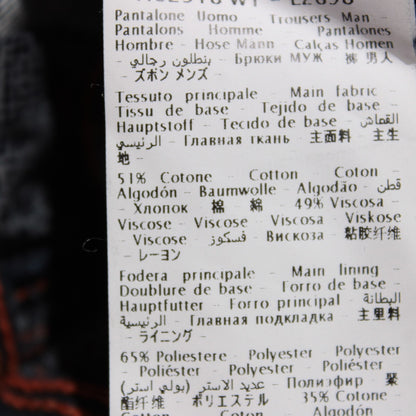 Pantalone Uomo - Trousers Man -
Pantalons Homme - Pantalones
Hombre - Hose Mann - Calças Homen
- بنطلون رجالي - Брюки МУЖ - 裤 男人
- ズボン メンズ -
Tessuto principale - Main fabric -
Tissu de base - Tejido de base -
Hauptstoff - Tecido de base - القماش
الرئيسي - Главная ткань - 主面料 - 主生
地 -
51% Cotone - Cotton - Coton -
Algodón - Baumwolle - Algodão - قطن
- Хлопок 棉 - 綿 - 49% Viscosa -
Viscose - Viscose - Viscosa - Viskose
- Viscose - فسكوز - Вискоза - 粘胶纤维
- レーヨン -
Fodera principale - Main lining -
Doublure de base - Forro de base -
Hauptfutter - Forro principal - البطانة
الرئيسية - Главная подкладка - 主里料
- ライニング -
65% Poliestere - Polyester - Polyester
- Poliéster - Polyester - Poliéster -
عديد الاستر (بولي استر) - Полиэфир - 聚
酯纤维 - ポリエステル - 35% Cotone
- Cotton - Coton - Algodón